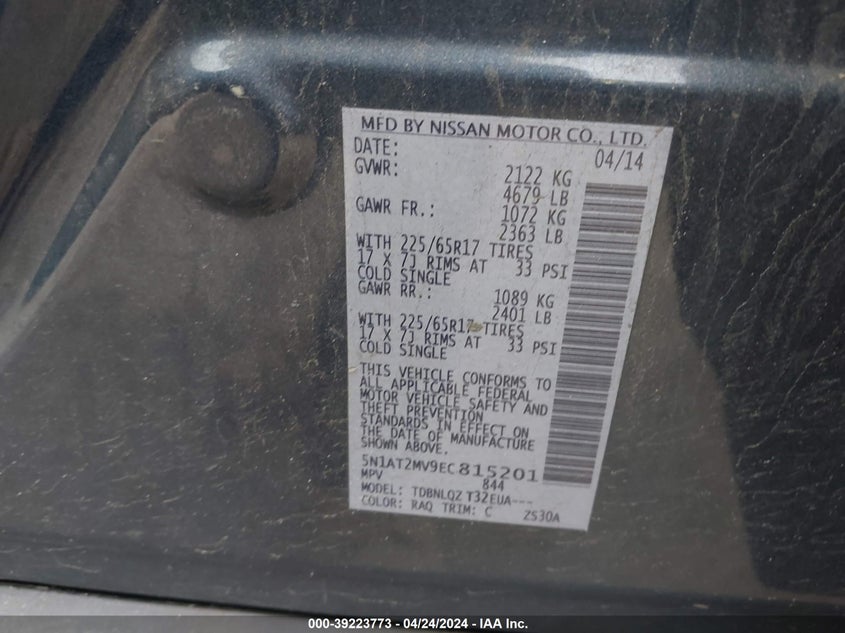 MFD BY NISSAN MOTOR CO., LTD.
DATE: 04/14
GVWR: 2122 KG
4679 LB
GAWR FR.: 1072 KG
2363 LB
WITH 225/65R17 TIRES
17 X 7J RIMS AT 33 PSI
COLD SINGLE
GAWR RR.: 1089 KG
2401 LB
WITH 225/65R17 TIRES
17 X 7J RIMS AT 33 PSI
COLD SINGLE
THIS VEHICLE CONFORMS TO
ALL APPLICABLE FEDERAL
MOTOR VEHICLE SAFETY AND
THEFT PREVENTION
STANDARDS IN EFFECT ON
THE DATE OF MANUFACTURE
SHOWN ABOVE.
5N1AT2MV9EC815201
MPV 844
MODEL: TDBNLQZ T32EUA---
COLOR: RAQ TRIM: C ZS30A
000-39223773 - 04/24/2024 - IAA Inc.